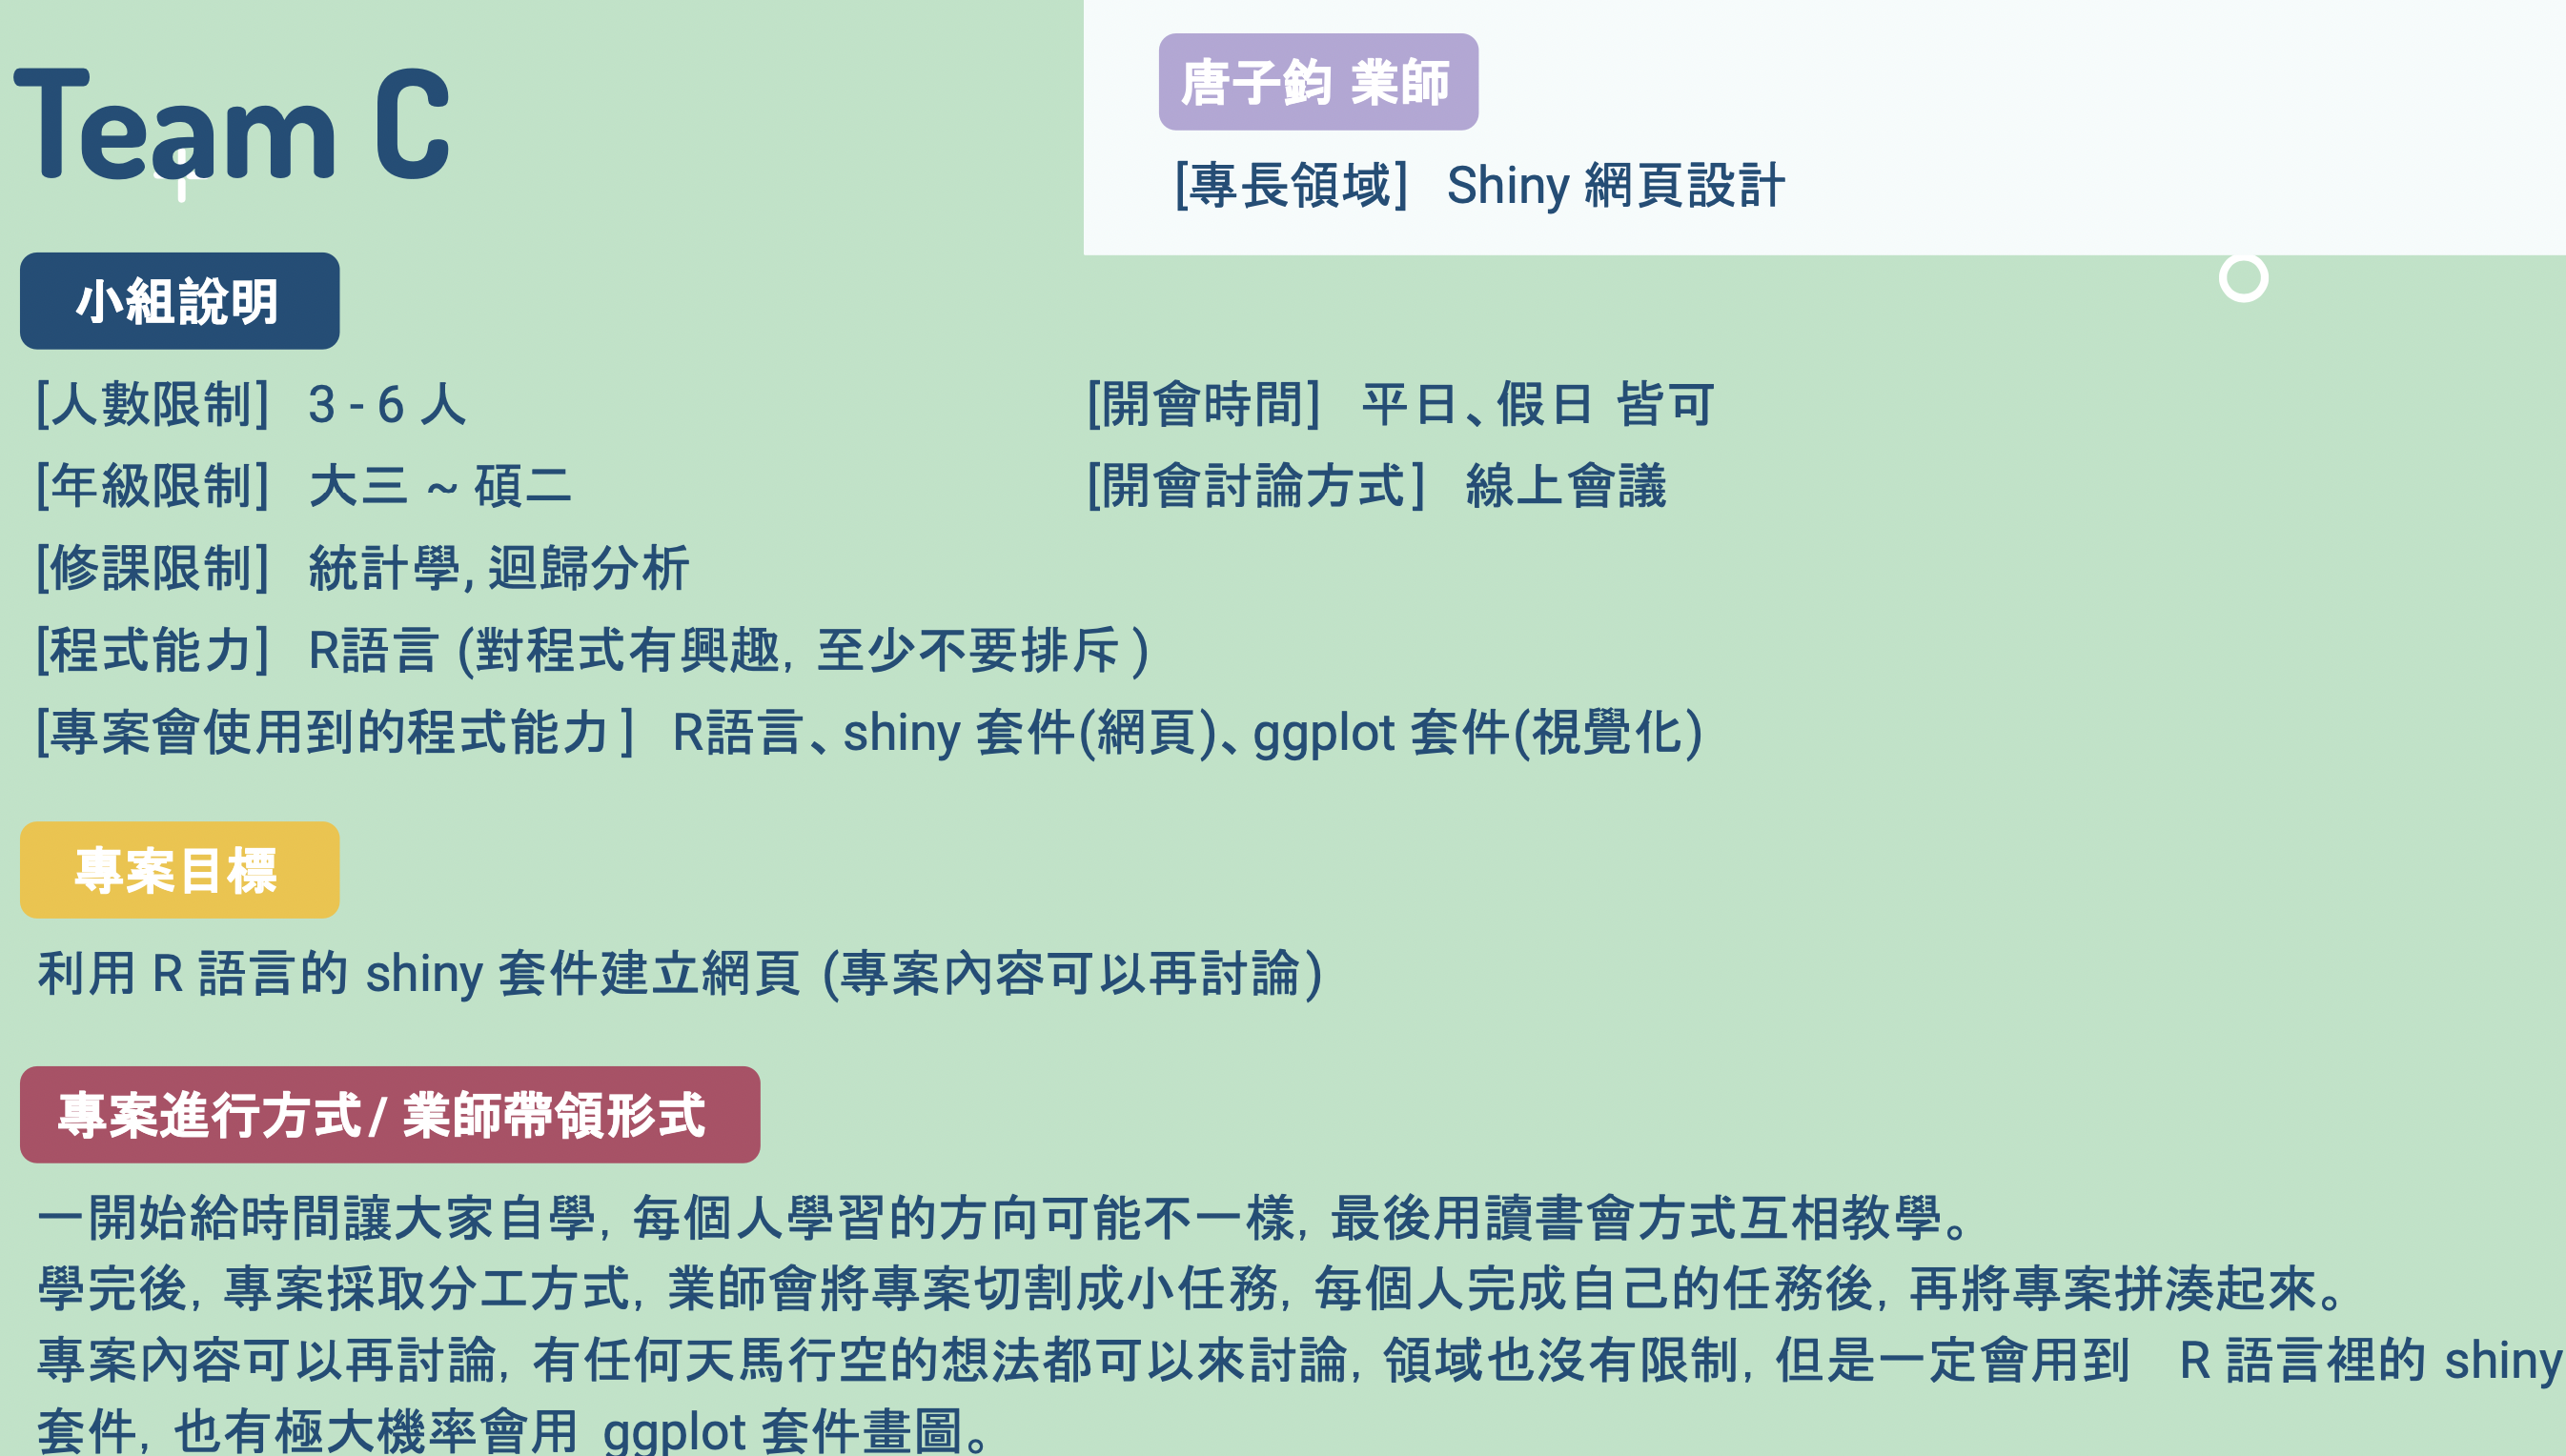 Team C
唐子鈞 業師
[專長領域] Shiny 網頁設計
小組說明
[人數限制] 3 - 6 人
[年級限制] 大三 ~ 碩二
[修課限制] 統計學, 迴歸分析
[程式能力] R語言 (對程式有興趣, 至少不要排斥)
[專案會使用到的程式能力] R語言、shiny 套件(網頁)、ggplot 套件(視覺化)
[開會時間] 平日、假日 皆可
[開會討論方式] 線上會議
專案目標
利用 R 語言的 shiny 套件建立網頁 (專案內容可以再討論)
專案進行方式/ 業師帶領形式
一開始給時間讓大家自學, 每個人學習的方向可能不一樣, 最後用讀書會方式互相教學。
學完後, 專案採取分工方式, 業師會將專案切割成小任務, 每個人完成自己的任務後, 再將專案拼湊起來。
專案內容可以再討論, 有任何天馬行空的想法都可以來討論, 領域也沒有限制, 但是一定會用到 R 語言裡的 shiny
套件, 也有極大機率會用 ggplot 套件畫圖。